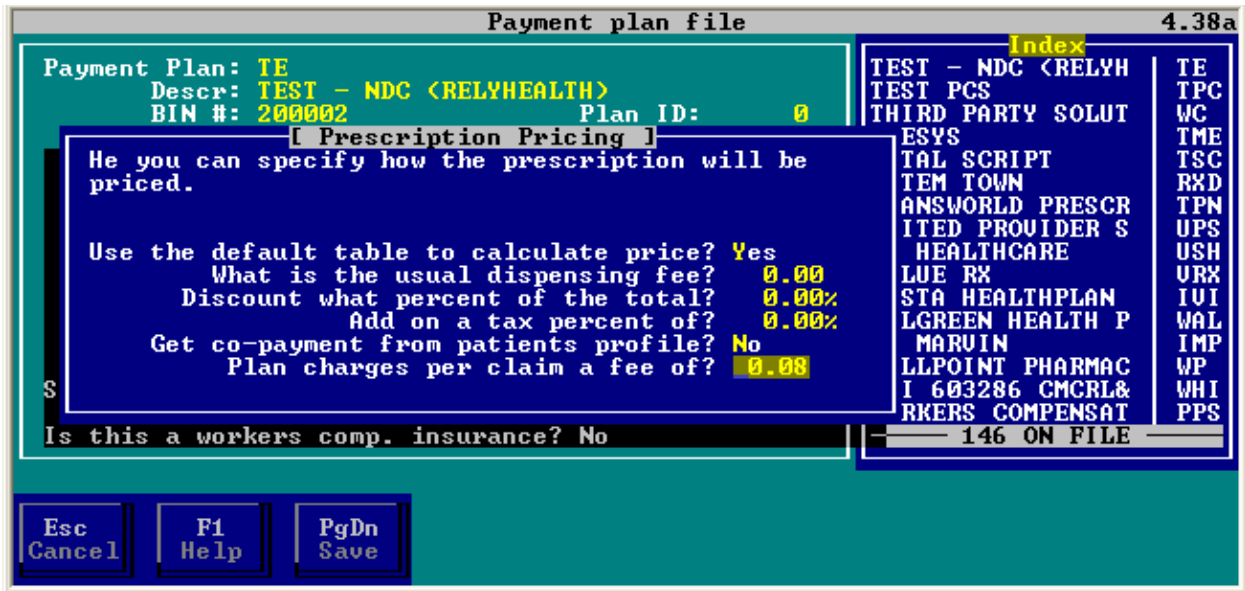 Payment plan file 4.38a
Payment Plan: TE
Descr: TEST - NDC (RELYHEALTH)
BIN #: 200002 Plan ID: 0
[ Prescription Pricing ]
He you can specify how the prescription will be
priced.
Use the default table to calculate price? Yes
What is the usual dispensing fee? 0.00
Discount what percent of the total? 0.00%
Add on a tax percent of? 0.00%
Get co-payment from patients profile? No
Plan charges per claim a fee of? 0.08
S
Is this a workers comp. insurance? No
Index
TEST - NDC (RELYH TE
TEST PCS TPC
THIRD PARTY SOLUT WC
ESYS TME
TAL SCRIPT TSC
TEM TOWN RXD
ANSWORLD PRESCR TPN
ITED PROVIDER S UPS
HEALTHCARE USH
LUE RX VRX
STA HEALTHPLAN IVI
LGREEN HEALTH P WAL
MARVIN IMP
LLPOINT PHARMAC WP
I 603286 CMCRL& WHI
RKERS COMPENSAT PPS
146 ON FILE
Esc F1 PgDn
Cancel Help Save